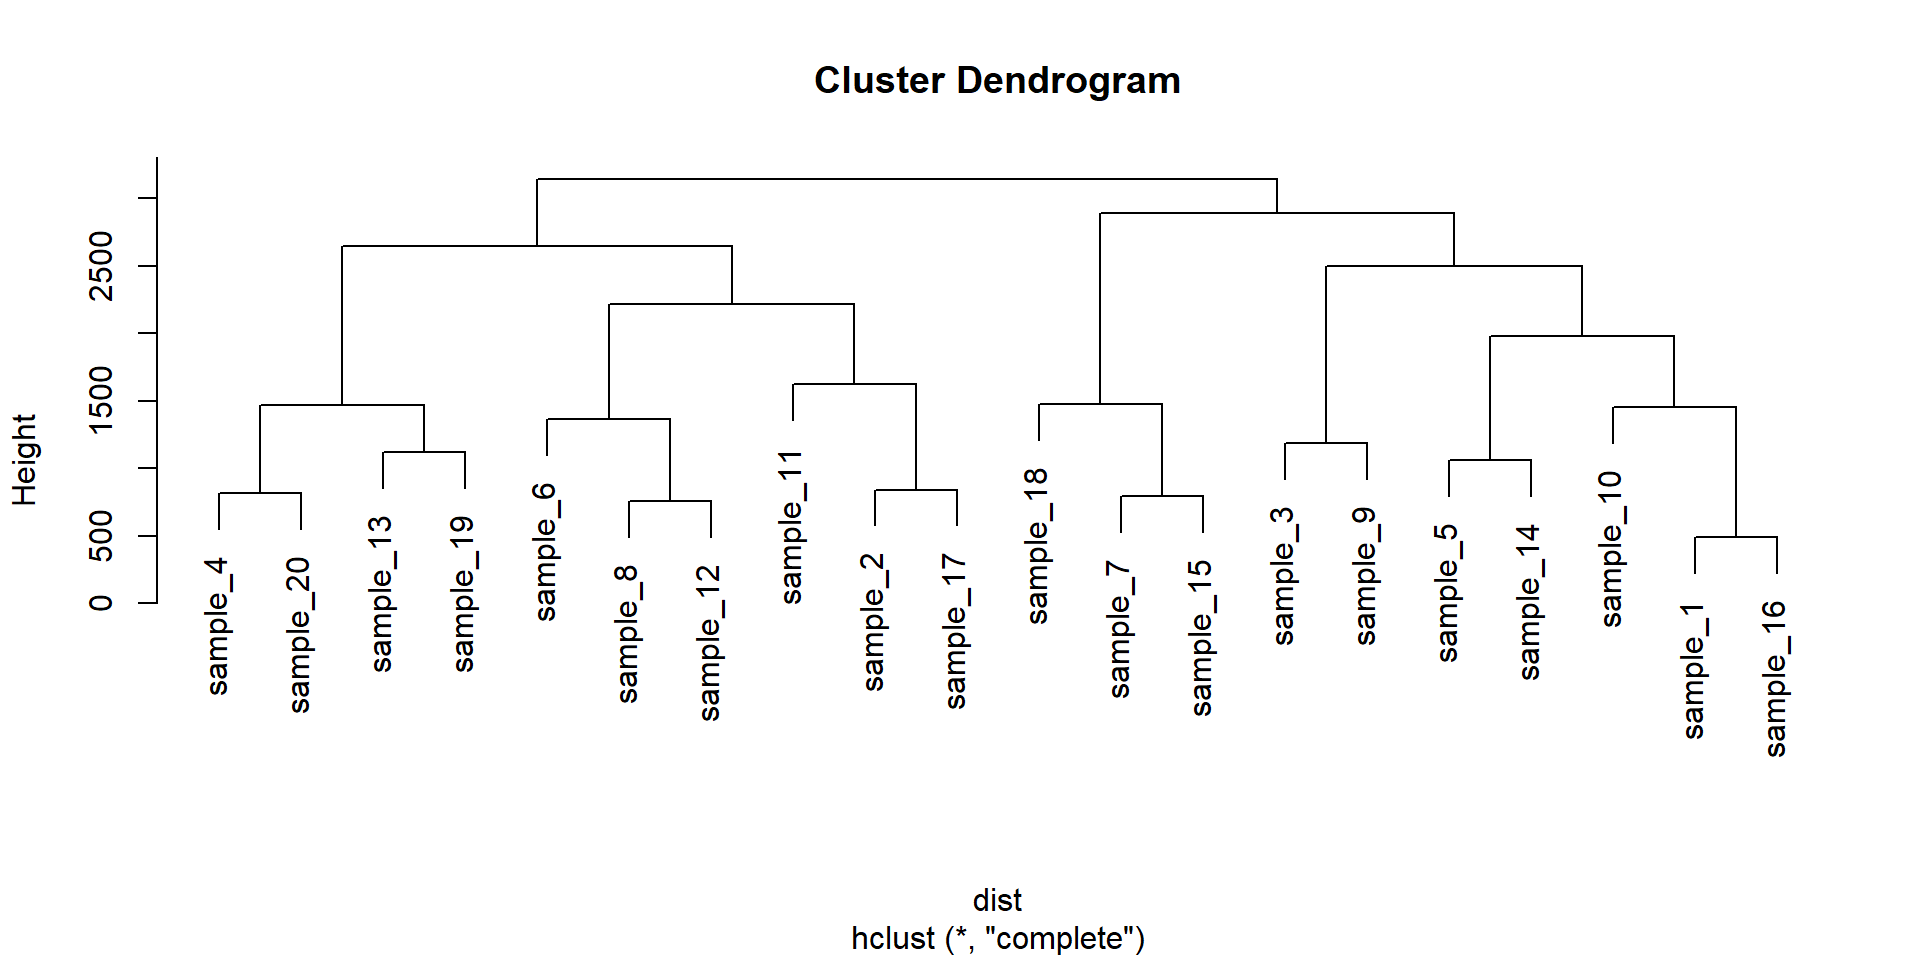 Cluster Dendrogram
Height
2500
1500
500
0
sample_4
sample_20
sample_13
sample_19
sample_6
sample_8
sample_12
sample_11
sample_2
sample_17
sample_18
sample_7
sample_15
sample_3
sample_9
sample_5
sample_14
sample_10
sample_1
sample_16
dist
hclust (*, "complete")